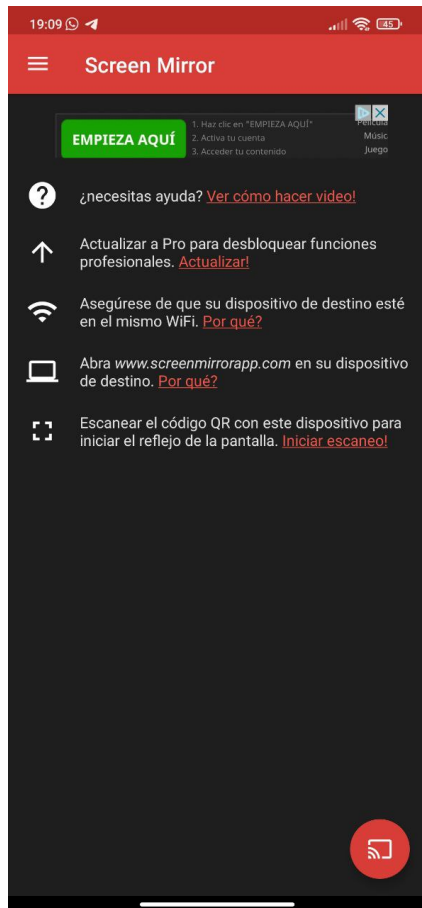 19:09
45
Screen Mirror
EMPIEZA AQUÍ
1. Haz clic en "EMPIEZA AQUÍ"
2. Activa tu cuenta
3. Acceder tu contenido
Película
Músic
Juego
¿necesitas ayuda? Ver cómo hacer video!
Actualizar a Pro para desbloquear funciones
profesionales. Actualizar!
Asegúrese de que su dispositivo de destino esté
en el mismo WiFi. Por qué?
Abra www.screenmirrorapp.com en su dispositivo
de destino. Por qué?
Escanear el código QR con este dispositivo para
iniciar el reflejo de la pantalla. Iniciar escaneo!